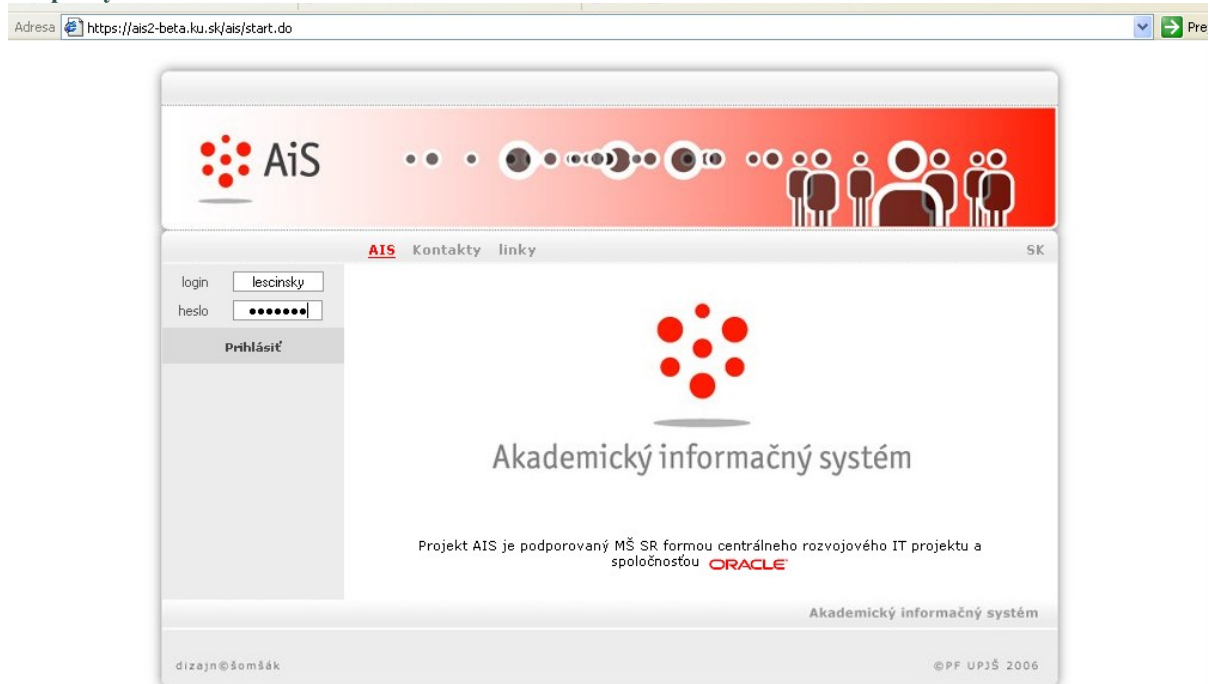 Adresa https://ais2-beta.ku.sk/ais/start.do Pre
AiS
AIS Kontakty linky SK
login lescinsky
heslo •••••••
Prihlásiť
Akademický informačný systém
Projekt AIS je podporovaný MŠ SR formou centrálneho rozvojového IT projektu a
spoločnosťou ORACLE
Akademický informačný systém
dizajn©šomšák ©PF UPJŠ 2006